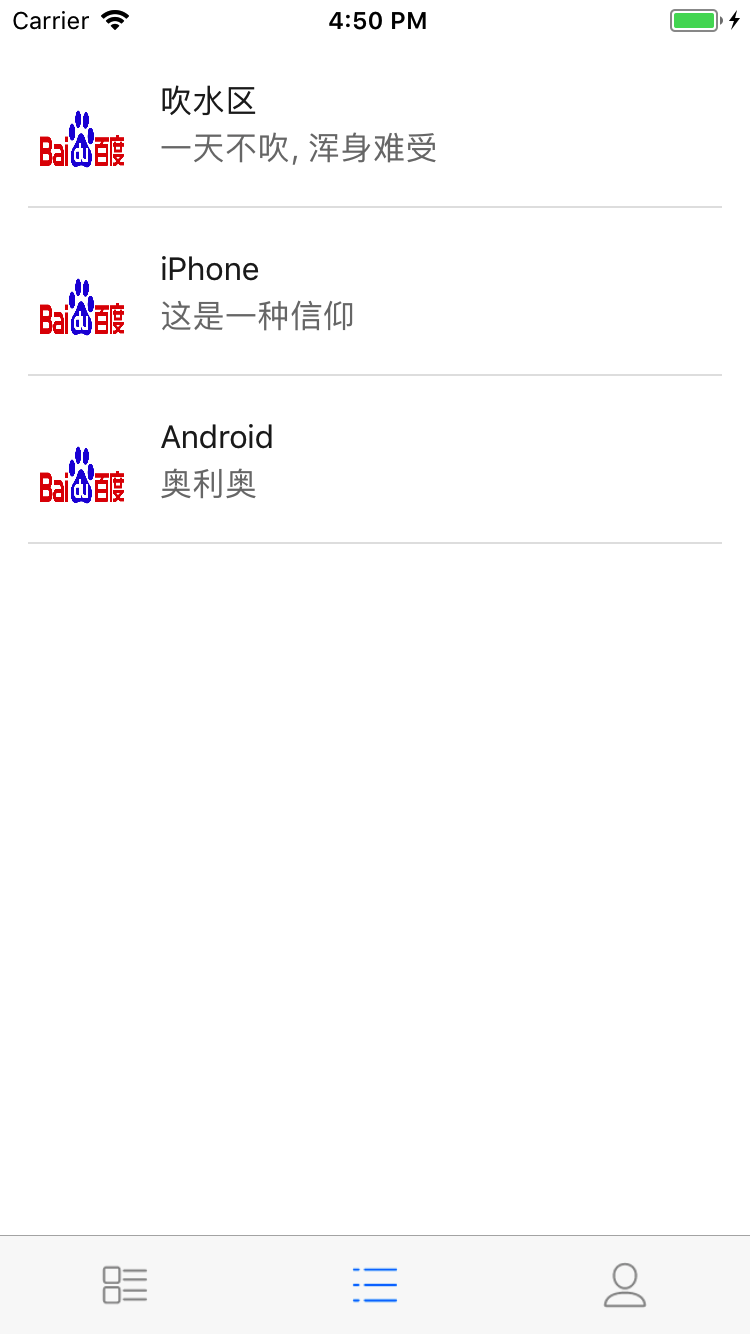 Carrier 4:50 PM
吹水区
Bai du 百度
一天不吹, 浑身难受
iPhone
Bai du 百度
这是一种信仰
Android
Bai du 百度
奥利奥